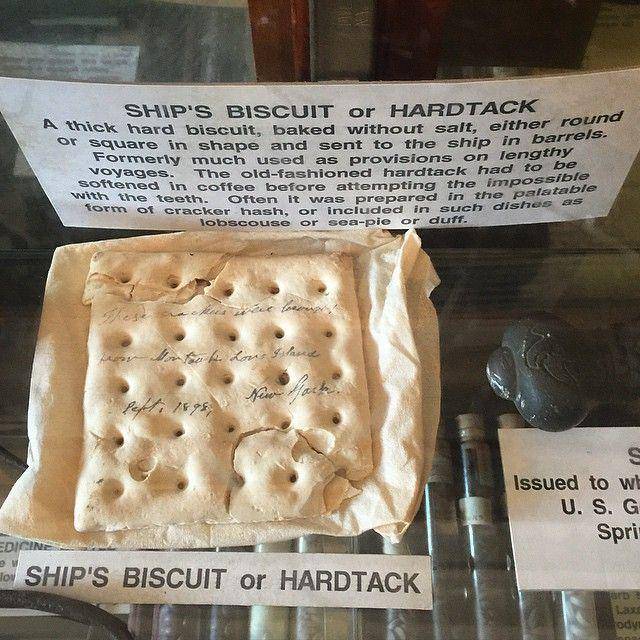 SHIP'S BISCUIT or HARDTACK
A thick hard biscuit, baked without salt, either round
or square in shape and sent to the ship in barrels.
Formerly much used as provisions on lengthy
voyages. The old-fashioned hardtack had to be
softened in coffee before attempting the impossible
with the teeth. Often it was prepared in the palatable
form of cracker hash, or included in such dishes as
lobscouse or sea-pie or duff.
These crackers were
from Montauk Long Island
New York.
Sept. 1898,
Issued to wh
U. S. G
Sprin
SHIP'S BISCUIT or HARDTACK
EDICINE